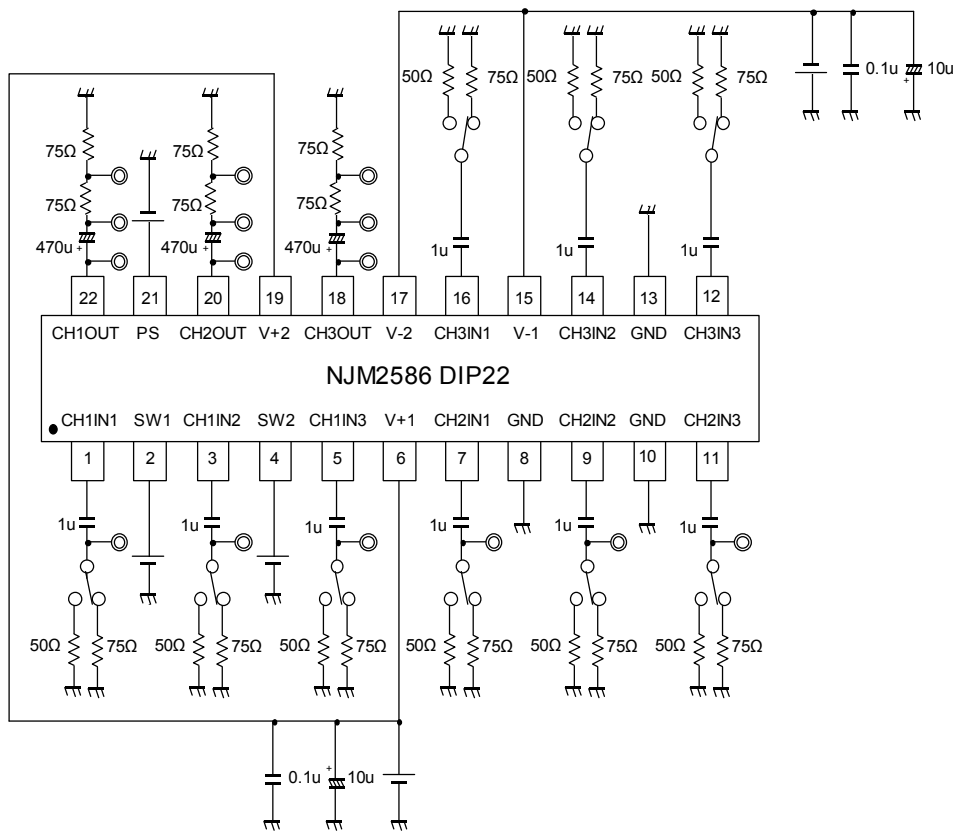 50Ω 75Ω 50Ω 75Ω 50Ω 75Ω 0.1u + 10u
75Ω 75Ω 75Ω
75Ω 75Ω 75Ω
470u + 470u + 470u + 1u 1u 1u
22 21 20 19 18 17 16 15 14 13 12
CH1OUT PS CH2OUT V+2 CH3OUT V-2 CH3IN1 V-1 CH3IN2 GND CH3IN3
NJM2586 DIP22
CH1IN1 SW1 CH1IN2 SW2 CH1IN3 V+1 CH2IN1 GND CH2IN2 GND CH2IN3
1 2 3 4 5 6 7 8 9 10 11
1u 1u 1u 1u 1u 1u
50Ω 75Ω 50Ω 75Ω 50Ω 75Ω 50Ω 75Ω 50Ω 75Ω 50Ω 75Ω
0.1u + 10u